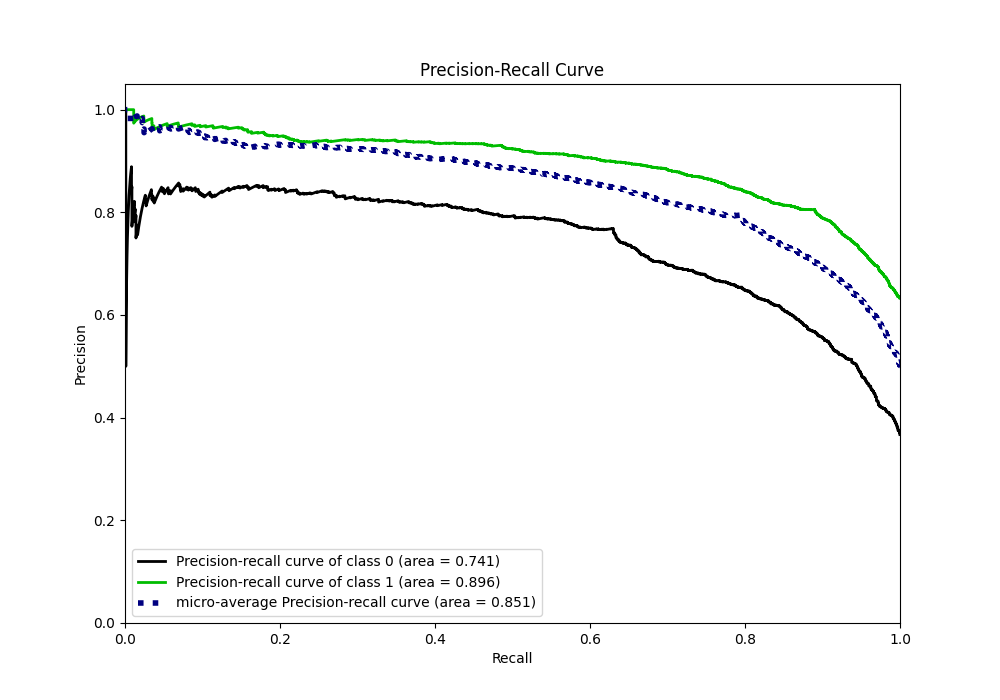 Precision-Recall Curve
1.0
0.8
0.6
0.4
0.2
0.0
Precision
Precision-recall curve of class 0 (area = 0.741)
Precision-recall curve of class 1 (area = 0.896)
micro-average Precision-recall curve (area = 0.851)
0.0 0.2 0.4 0.6 0.8 1.0
Recall